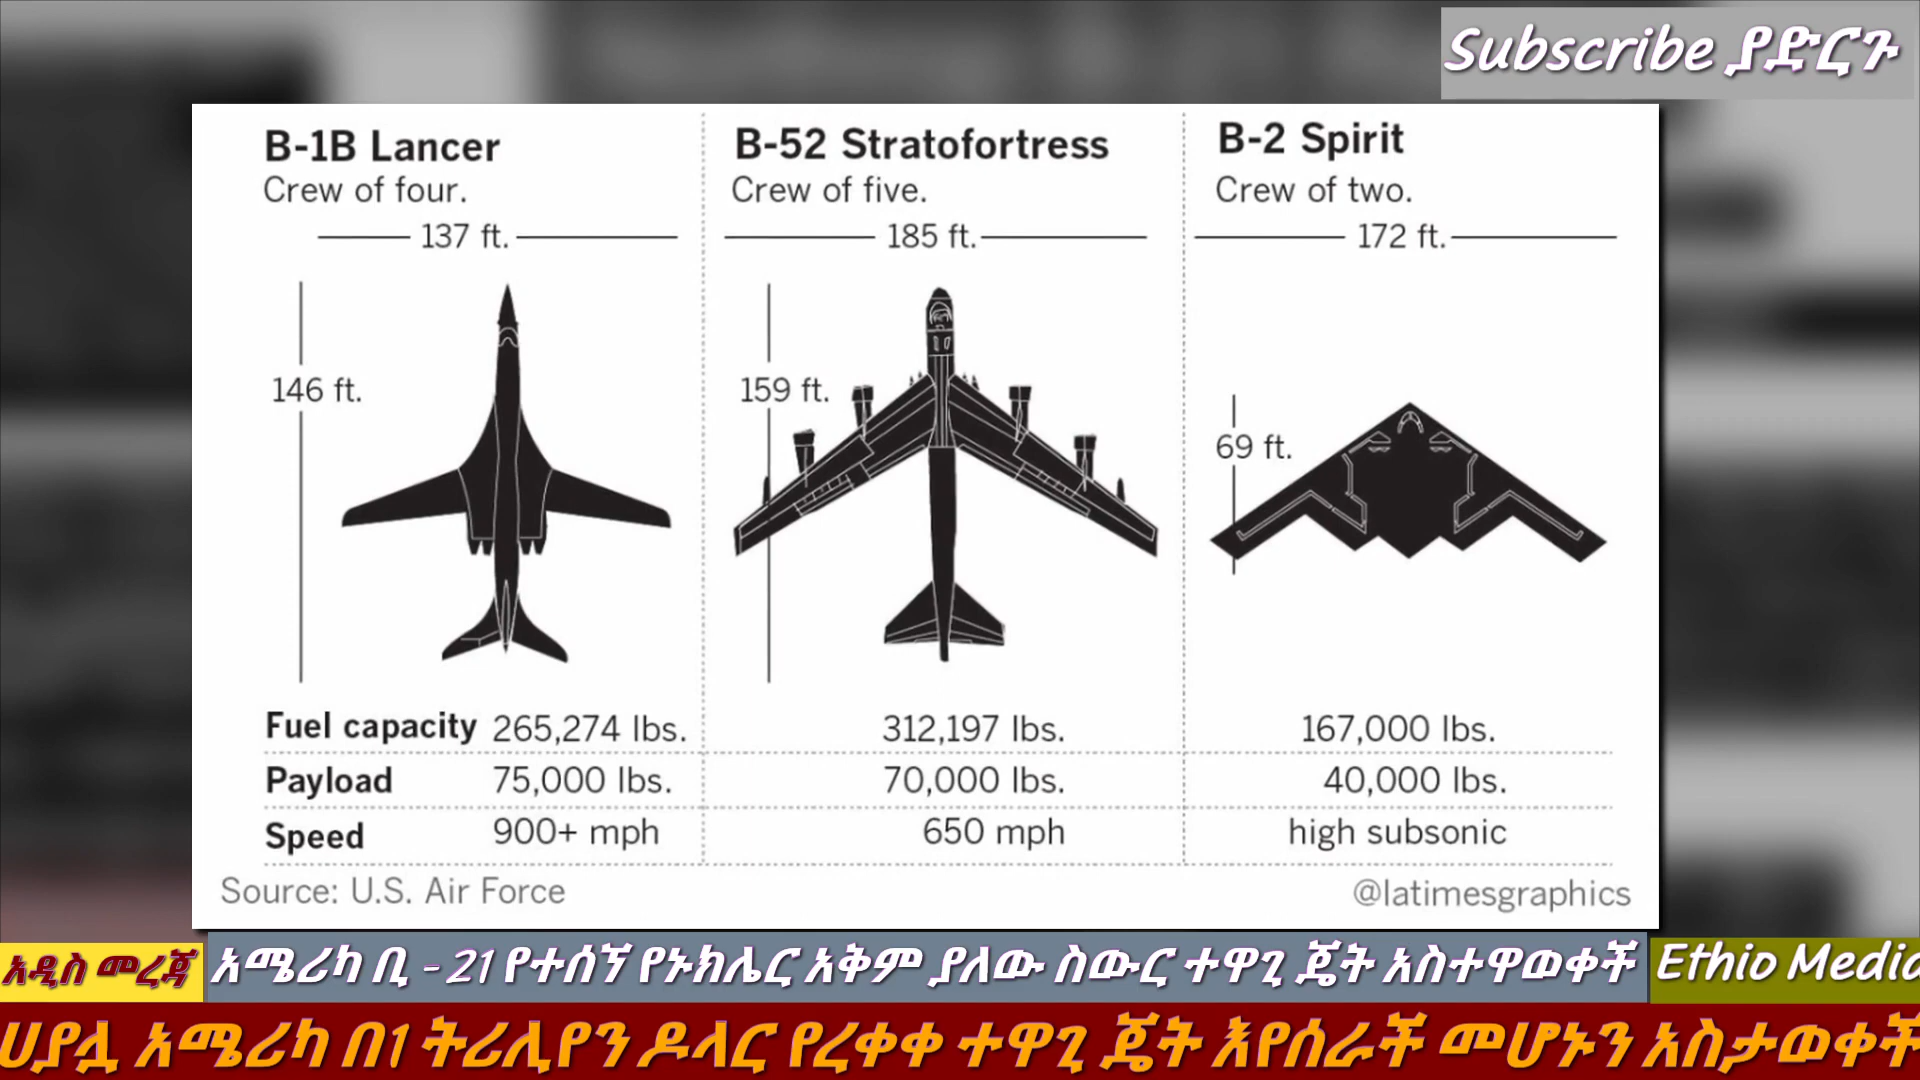 Subscribe ያድርጉ
B-1B Lancer
Crew of four.
137 ft.
146 ft.
B-52 Stratofortress
Crew of five.
185 ft.
159 ft.
B-2 Spirit
Crew of two.
172 ft.
69 ft.
Fuel capacity 265,274 lbs. 312,197 lbs. 167,000 lbs.
Payload 75,000 lbs. 70,000 lbs. 40,000 lbs.
Speed 900+ mph 650 mph high subsonic
Source: U.S. Air Force
@latimesgraphics
አዲስ መረጃ
አሜሪካ ቢ - 21 የተሰኘ የኑክሌር አቅም ያለው ስውር ተዋጊ ጄት አስተዋወቀች
Ethio Media
ሀያሏ አሜሪካ በ1 ትሪሊየን ዶላር የረቀቀ ተዋጊ ጄት እየሰራች መሆኑን አስታወቀች